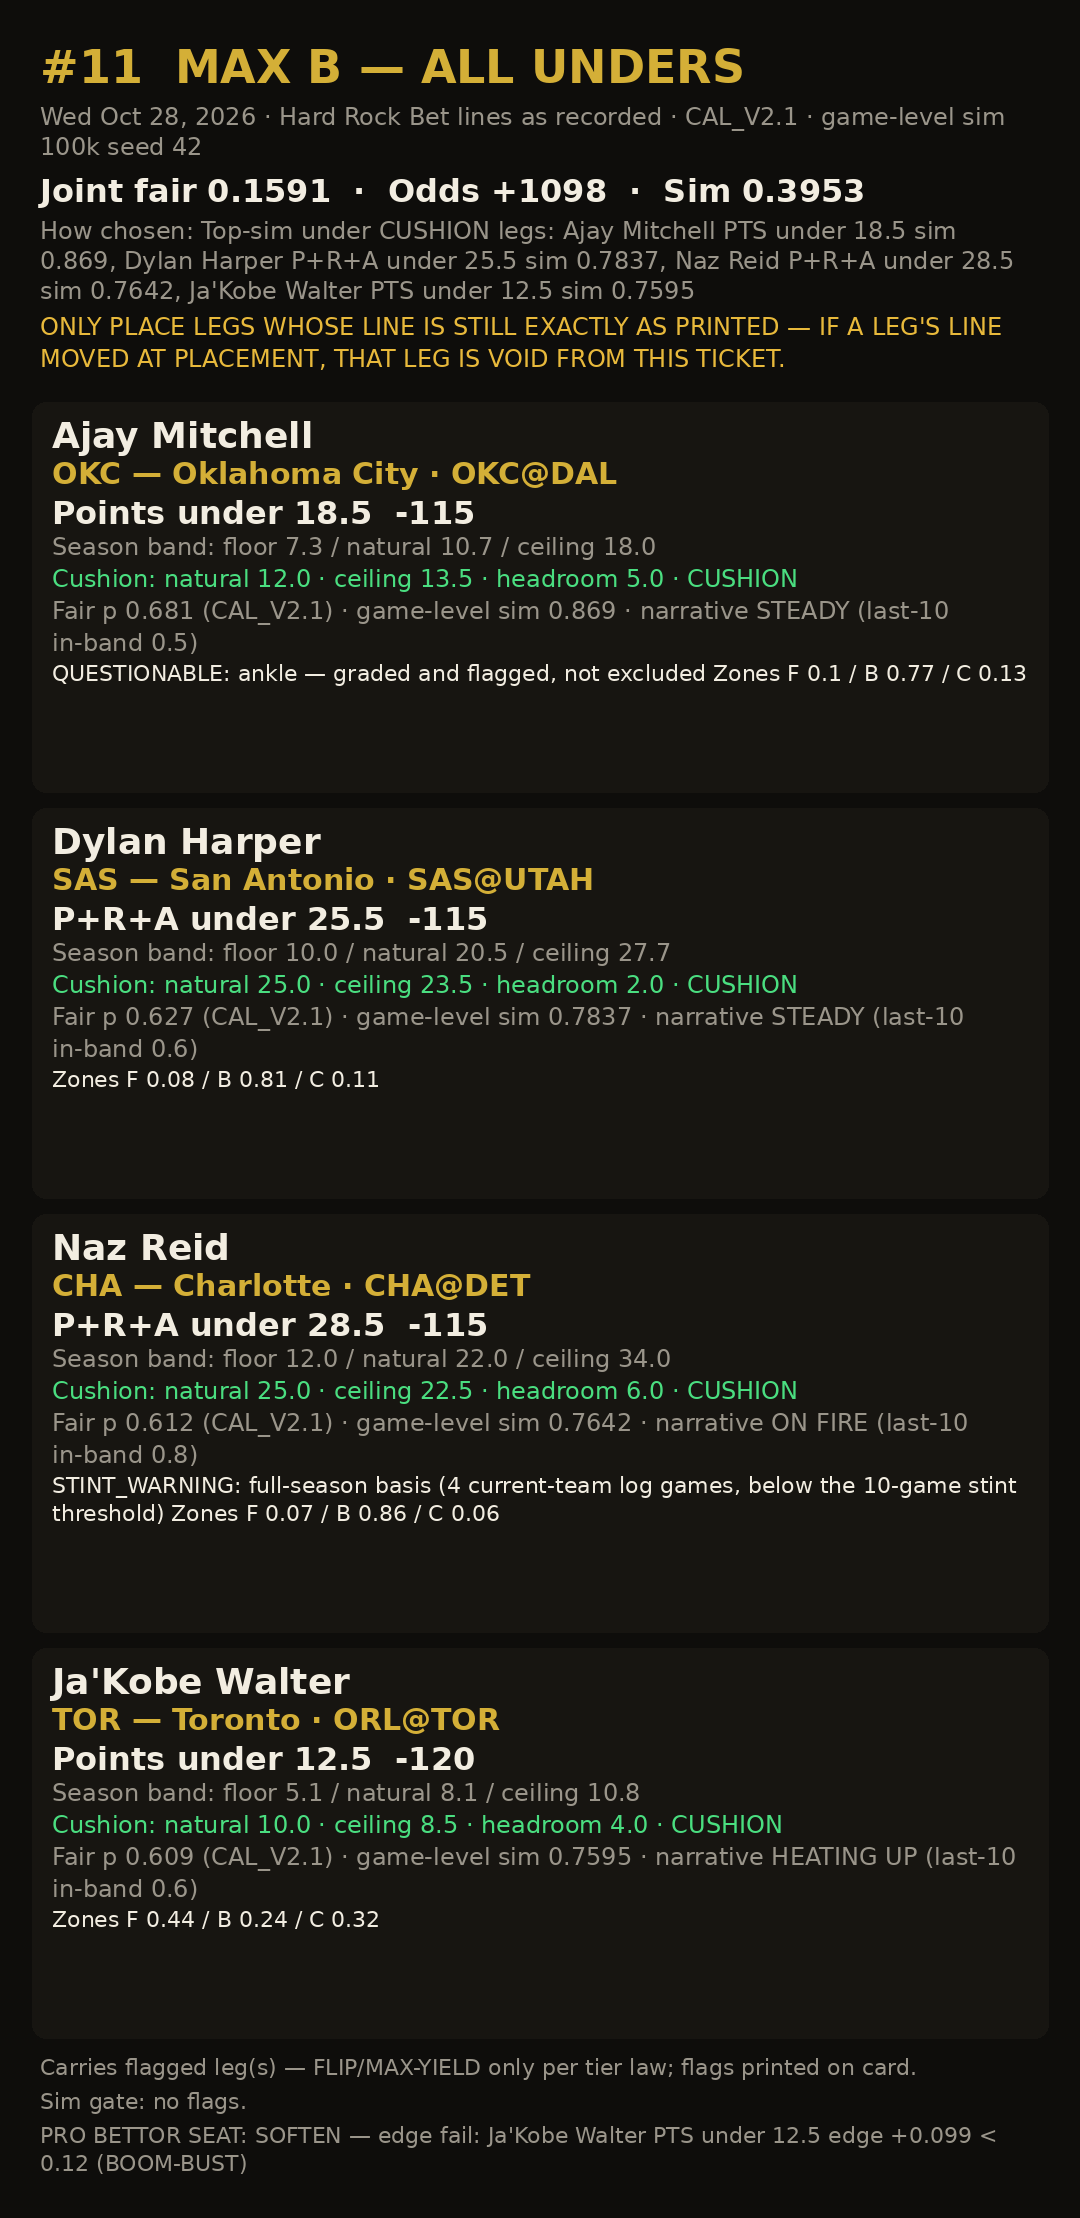 #11  MAX B — ALL UNDERS
Wed Oct 28, 2026 · Hard Rock Bet lines as recorded · CAL_V2.1 · game-level sim
100k seed 42
Joint fair 0.1591  ·  Odds +1098  ·  Sim 0.3953
How chosen: Top-sim under CUSHION legs: Ajay Mitchell PTS under 18.5 sim
0.869, Dylan Harper P+R+A under 25.5 sim 0.7837, Naz Reid P+R+A under 28.5
sim 0.7642, Ja'Kobe Walter PTS under 12.5 sim 0.7595
ONLY PLACE LEGS WHOSE LINE IS STILL EXACTLY AS PRINTED — IF A LEG'S LINE
MOVED AT PLACEMENT, THAT LEG IS VOID FROM THIS TICKET.
Ajay Mitchell
OKC — Oklahoma City · OKC@DAL
Points under 18.5  -115
Season band: floor 7.3 / natural 10.7 / ceiling 18.0
Cushion: natural 12.0 · ceiling 13.5 · headroom 5.0 · CUSHION
Fair p 0.681 (CAL_V2.1) · game-level sim 0.869 · narrative STEADY (last-10
in-band 0.5)
QUESTIONABLE: ankle — graded and flagged, not excluded Zones F 0.1 / B 0.77 / C 0.13
Dylan Harper
SAS — San Antonio · SAS@UTAH
P+R+A under 25.5  -115
Season band: floor 10.0 / natural 20.5 / ceiling 27.7
Cushion: natural 25.0 · ceiling 23.5 · headroom 2.0 · CUSHION
Fair p 0.627 (CAL_V2.1) · game-level sim 0.7837 · narrative STEADY (last-10
in-band 0.6)
Zones F 0.08 / B 0.81 / C 0.11
Naz Reid
CHA — Charlotte · CHA@DET
P+R+A under 28.5  -115
Season band: floor 12.0 / natural 22.0 / ceiling 34.0
Cushion: natural 25.0 · ceiling 22.5 · headroom 6.0 · CUSHION
Fair p 0.612 (CAL_V2.1) · game-level sim 0.7642 · narrative ON FIRE (last-10
in-band 0.8)
STINT_WARNING: full-season basis (4 current-team log games, below the 10-game stint
threshold) Zones F 0.07 / B 0.86 / C 0.06
Ja'Kobe Walter
TOR — Toronto · ORL@TOR
Points under 12.5  -120
Season band: floor 5.1 / natural 8.1 / ceiling 10.8
Cushion: natural 10.0 · ceiling 8.5 · headroom 4.0 · CUSHION
Fair p 0.609 (CAL_V2.1) · game-level sim 0.7595 · narrative HEATING UP (last-10
in-band 0.6)
Zones F 0.44 / B 0.24 / C 0.32
Carries flagged leg(s) — FLIP/MAX-YIELD only per tier law; flags printed on card.
Sim gate: no flags.
PRO BETTOR SEAT: SOFTEN — edge fail: Ja'Kobe Walter PTS under 12.5 edge +0.099 <
0.12 (BOOM-BUST)